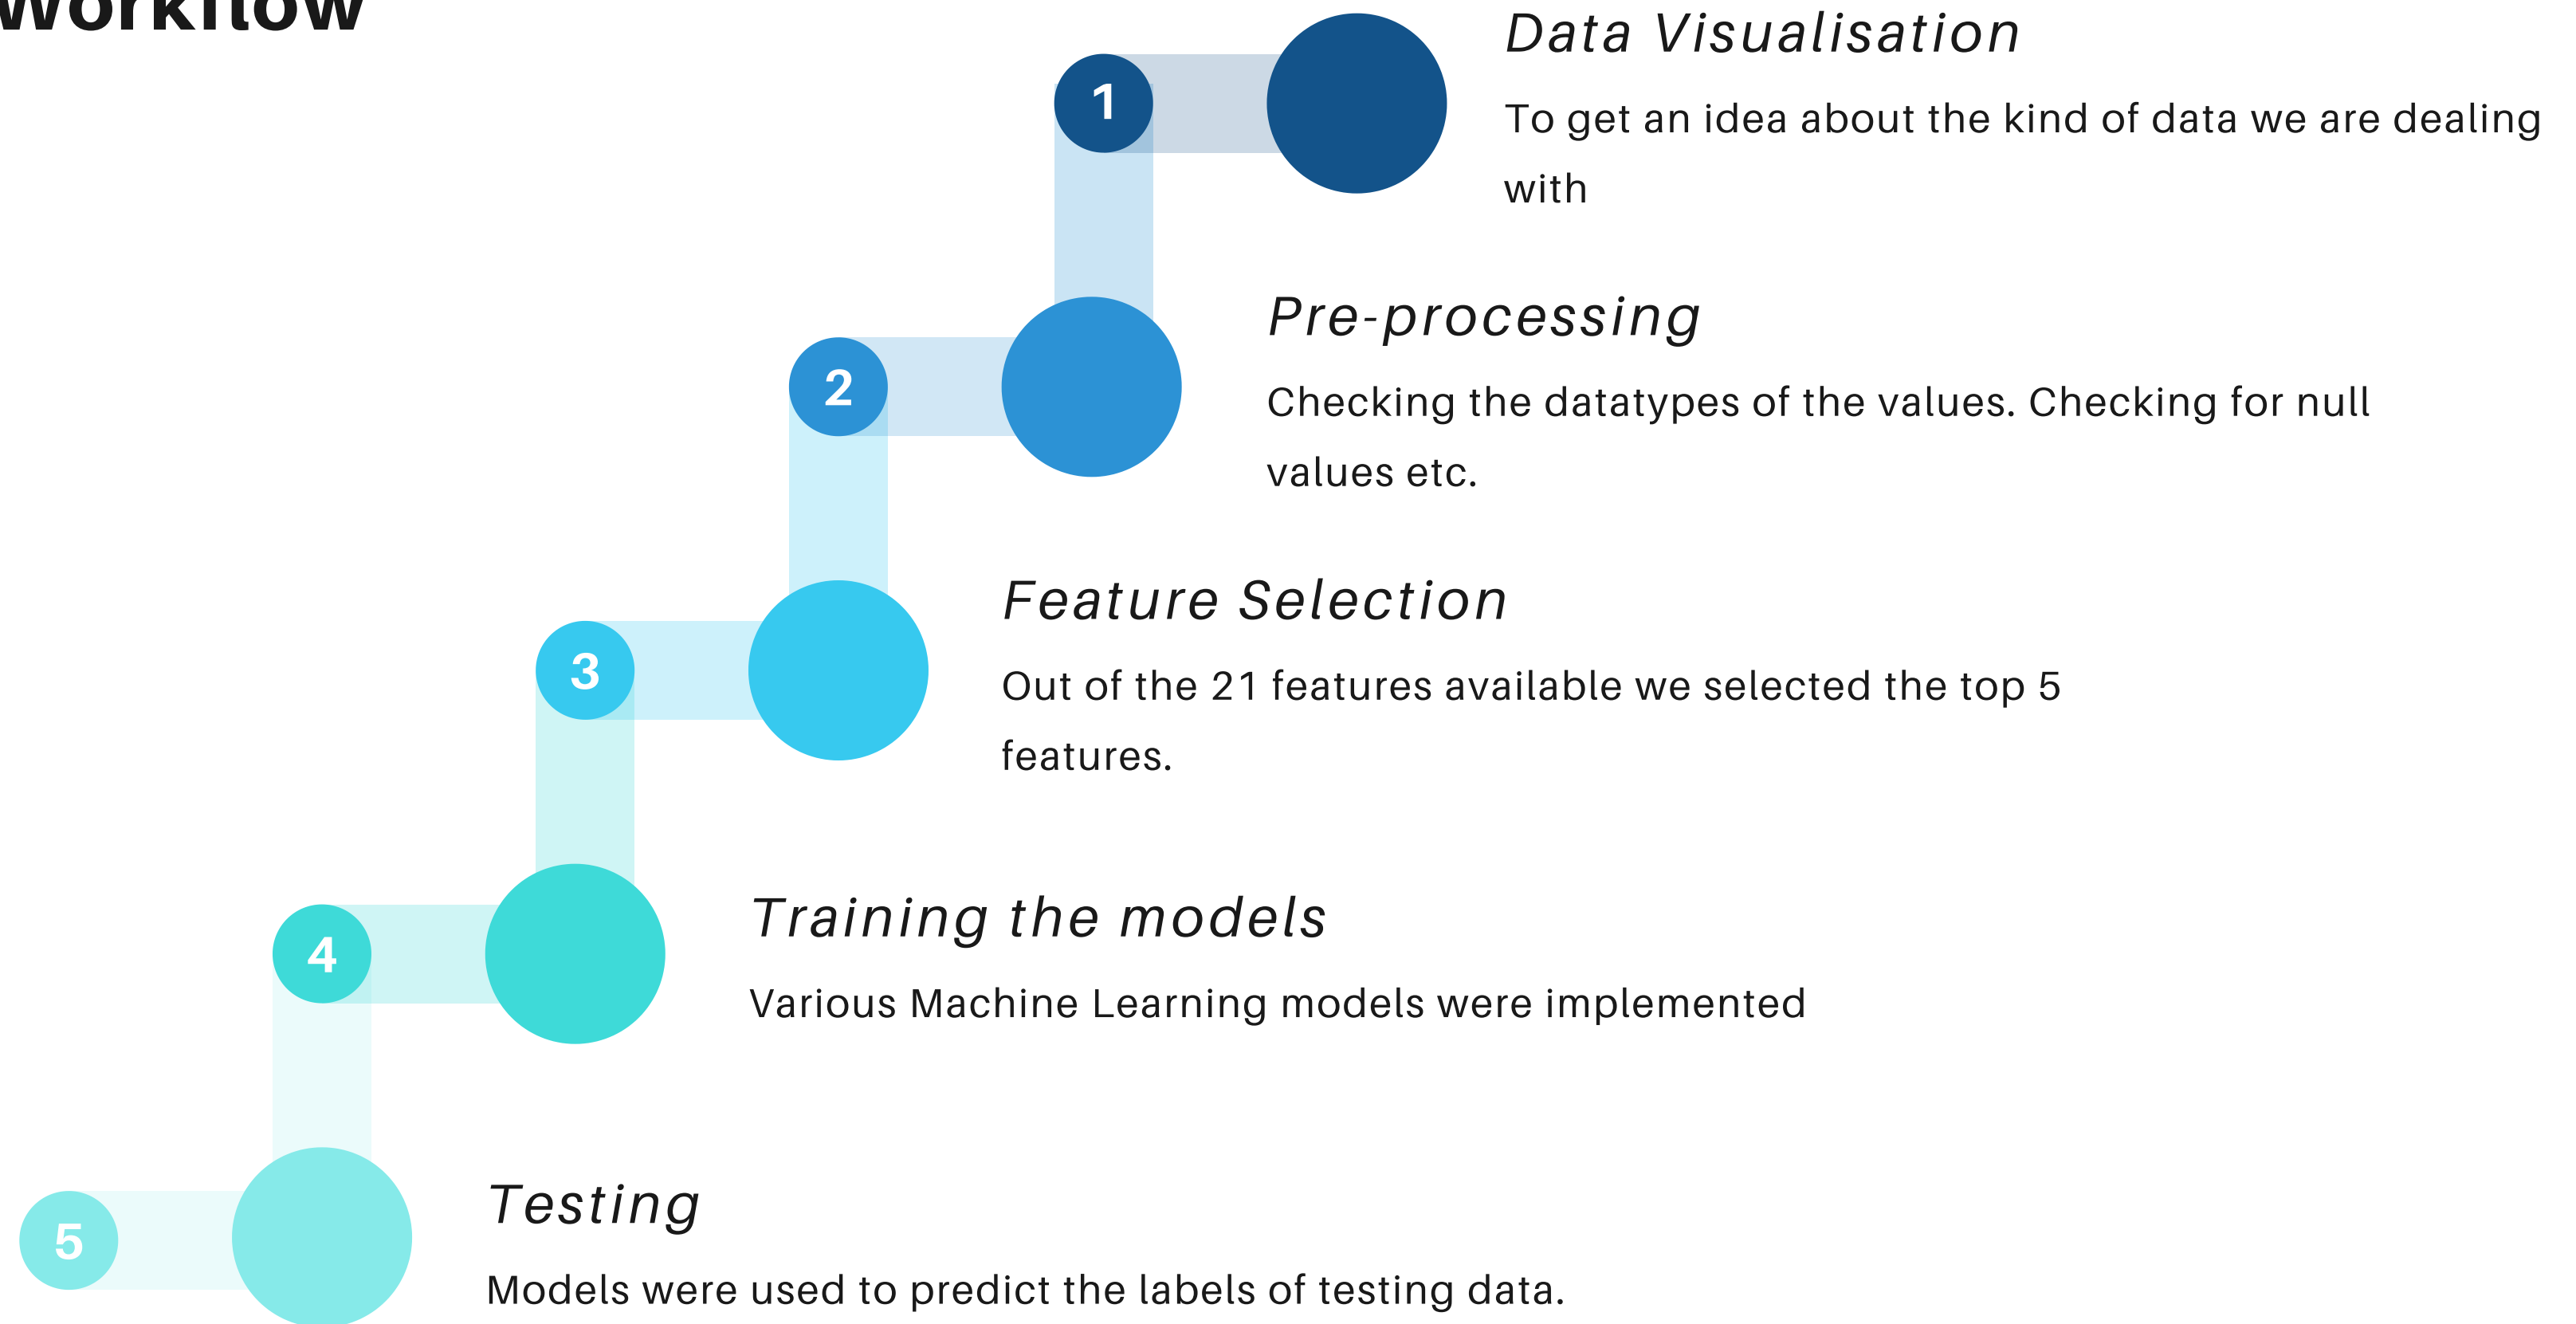 Workflow
1
Data Visualisation
To get an idea about the kind of data we are dealing
with
2
Pre-processing
Checking the datatypes of the values. Checking for null
values etc.
3
Feature Selection
Out of the 21 features available we selected the top 5
features.
4
Training the models
Various Machine Learning models were implemented
5
Testing
Models were used to predict the labels of testing data.